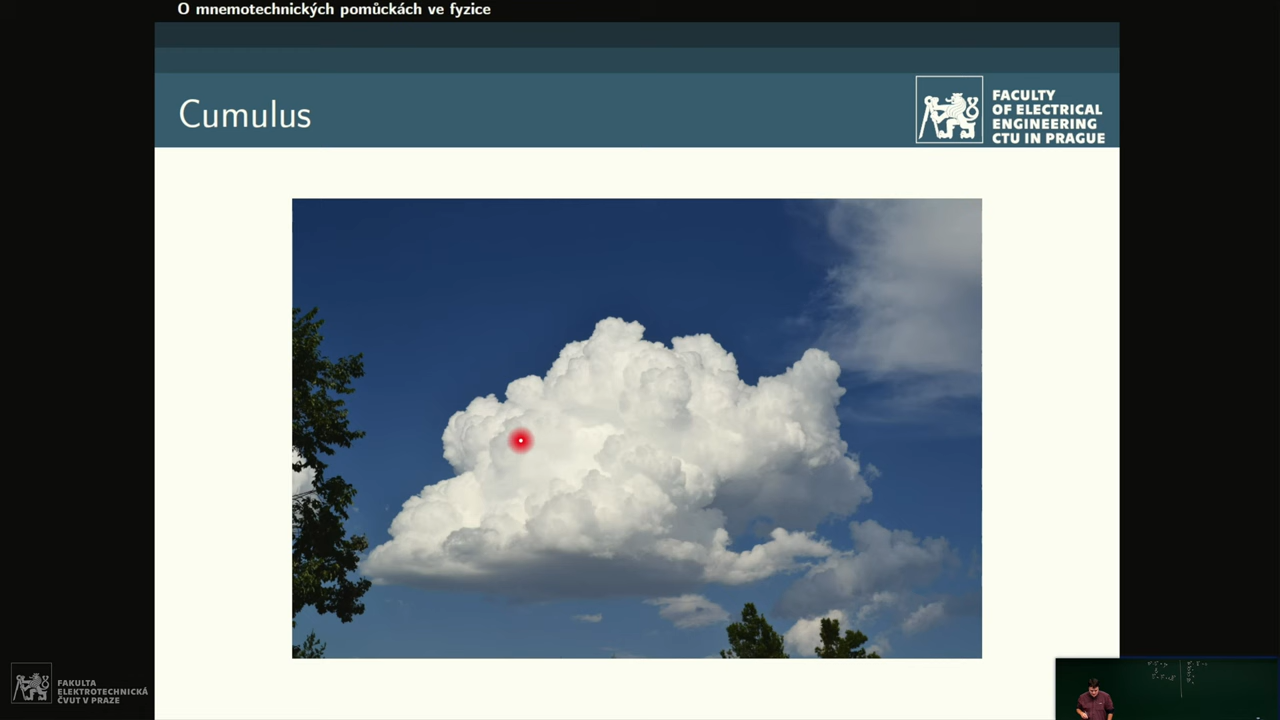 O mnemotechnických pomůckách ve fyzice
Cumulus
FACULTY
OF ELECTRICAL
ENGINEERING
CTU IN PRAGUE
FAKULTA
ELEKTROTECHNICKÁ
ČVUT V PRAZE